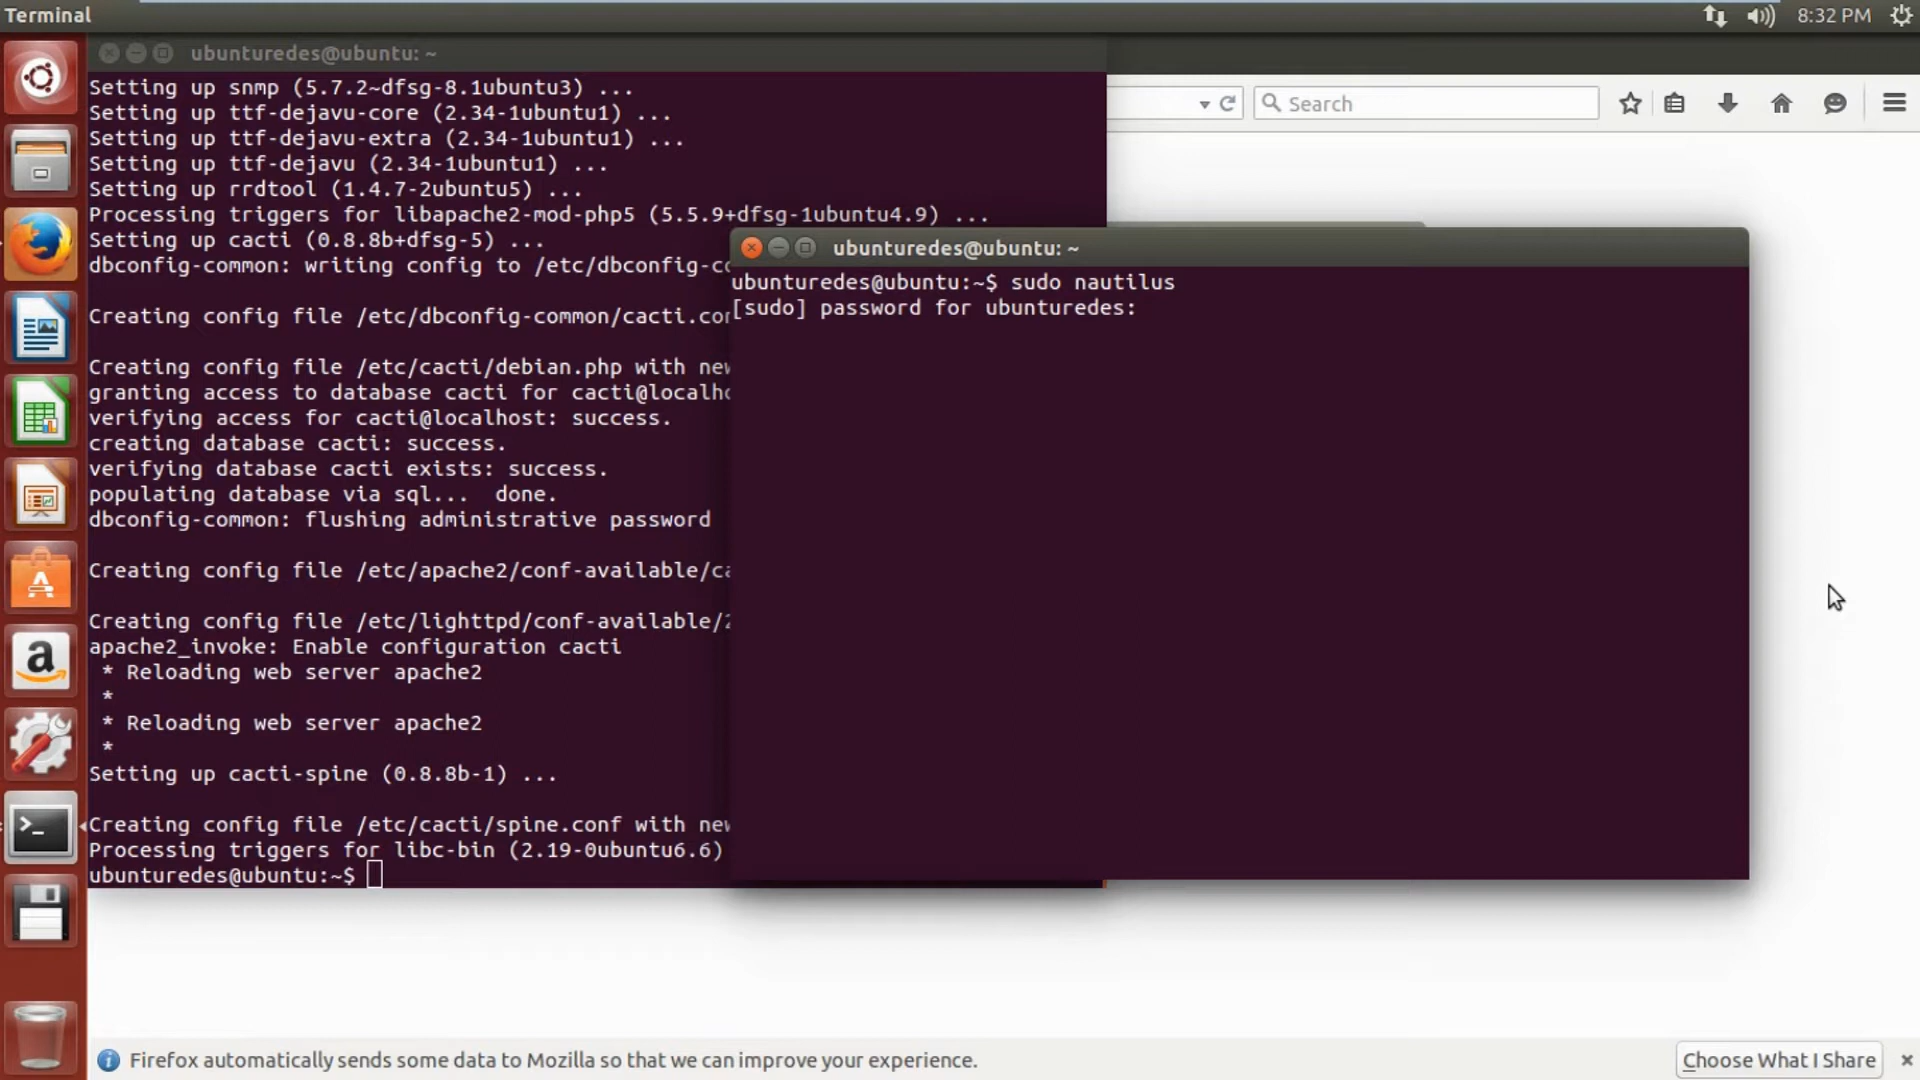 Terminal
8:32 PM
ubunturedes@ubuntu: ~
Setting up snmp (5.7.2~dfsg-8.1ubuntu3) ...
Setting up ttf-dejavu-core (2.34-1ubuntu1) ...
Setting up ttf-dejavu-extra (2.34-1ubuntu1) ...
Setting up ttf-dejavu (2.34-1ubuntu1) ...
Setting up rrdtool (1.4.7-2ubuntu5) ...
Processing triggers for libapache2-mod-php5 (5.5.9+dfsg-1ubuntu4.9) ...
Setting up cacti (0.8.8b+dfsg-5) ...
dbconfig-common: writing config to /etc/dbconfig-co
Creating config file /etc/dbconfig-common/cacti.con
Creating config file /etc/cacti/debian.php with new
granting access to database cacti for cacti@localho
verifying access for cacti@localhost: success.
creating database cacti: success.
verifying database cacti exists: success.
populating database via sql...  done.
dbconfig-common: flushing administrative password
Creating config file /etc/apache2/conf-available/ca
Creating config file /etc/lighttpd/conf-available/2
apache2_invoke: Enable configuration cacti
* Reloading web server apache2
*
* Reloading web server apache2
*
Setting up cacti-spine (0.8.8b-1) ...
Creating config file /etc/cacti/spine.conf with new
Processing triggers for libc-bin (2.19-0ubuntu6.6)
ubunturedes@ubuntu:~$
Search
ubunturedes@ubuntu: ~
ubunturedes@ubuntu:~$ sudo nautilus
[sudo] password for ubunturedes:
Firefox automatically sends some data to Mozilla so that we can improve your experience.
Choose What I Share